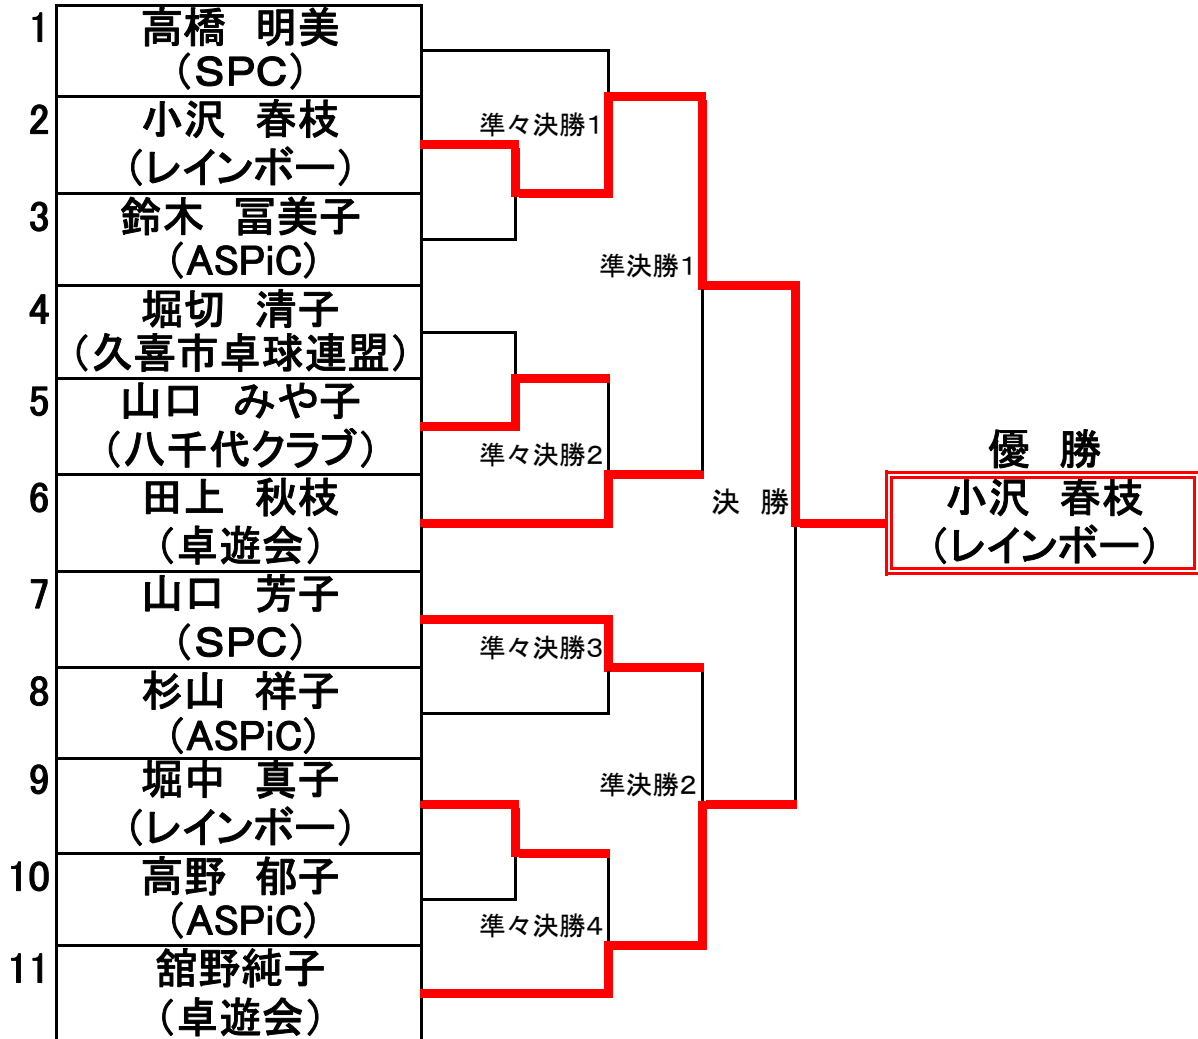 1
高橋　明美
（ＳＰＣ）
2
小沢　春枝
（レインボー）
準々決勝１
3
鈴木　冨美子
（ASPiC）
準決勝１
4
堀切　清子
（久喜市卓球連盟）
5
山口　みや子
（八千代クラブ）
準々決勝２
優　勝
6
田上　秋枝
（卓遊会）
決　勝
小沢　春枝
（レインボー）
7
山口　芳子
（ＳＰＣ）
準々決勝３
8
杉山　祥子
（ASPiC）
9
堀中　真子
（レインボー）
準決勝２
10
高野　郁子
（ASPiC）
準々決勝４
11
舘野純子
（卓遊会）